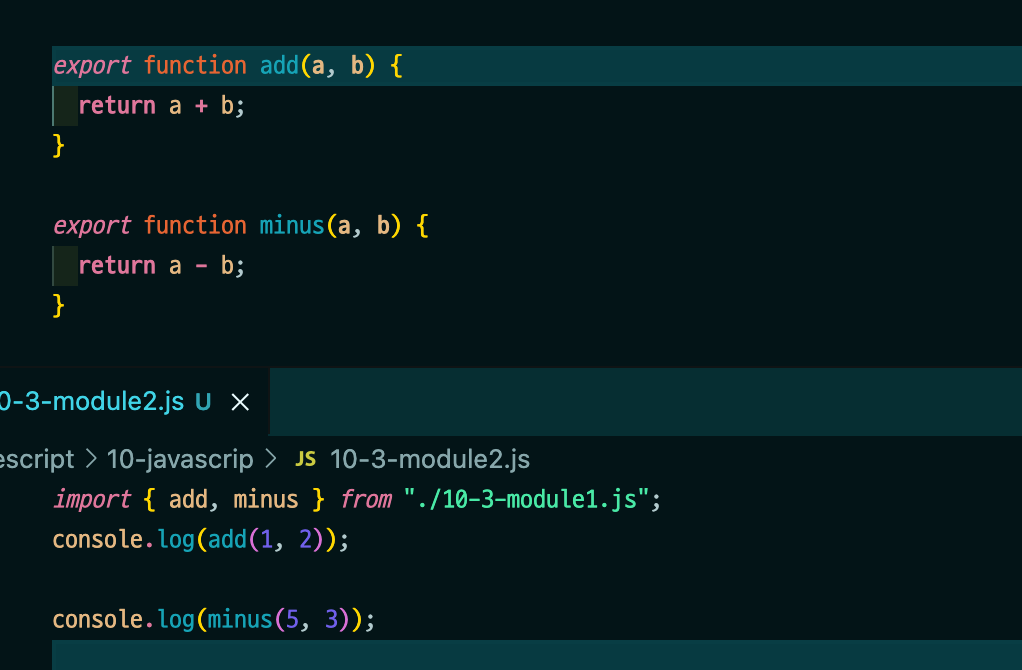 export function add(a, b) {
return a + b;
}
export function minus(a, b) {
return a - b;
}
0-3-module2.js U ×
escript > 10-javascrip > JS 10-3-module2.js
import { add, minus } from "./10-3-module1.js";
console.log(add(1, 2));
console.log(minus(5, 3));